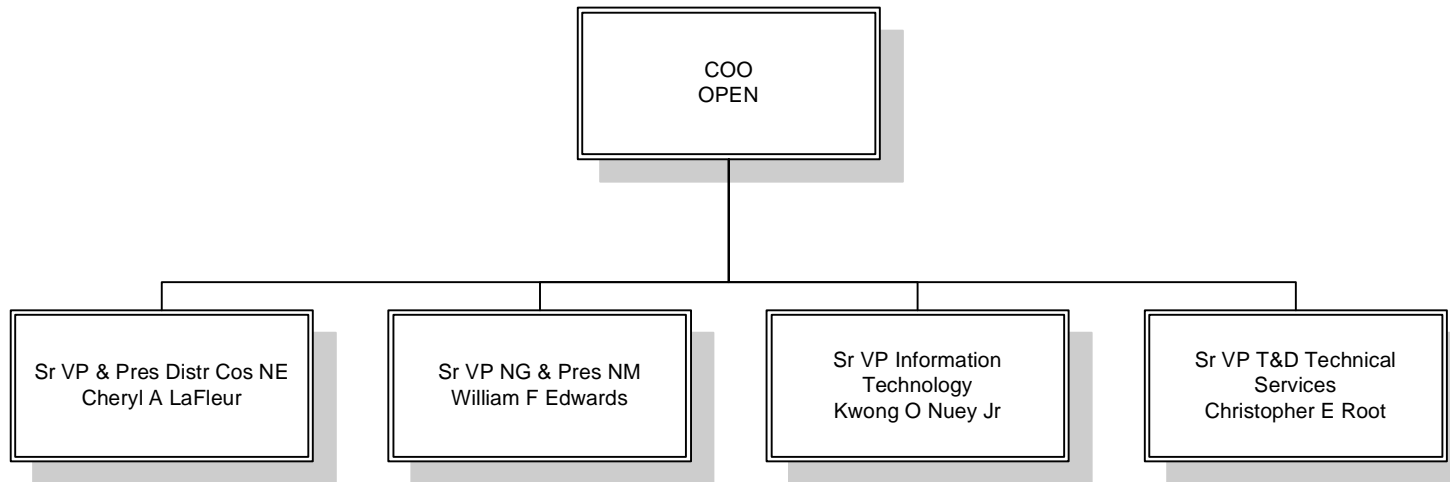 COO
OPEN
Sr VP & Pres Distr Cos NE
Cheryl A LaFleur
Sr VP NG & Pres NM
William F Edwards
Sr VP Information
Technology
Kwong O Nuey Jr
Sr VP T&D Technical
Services
Christopher E Root